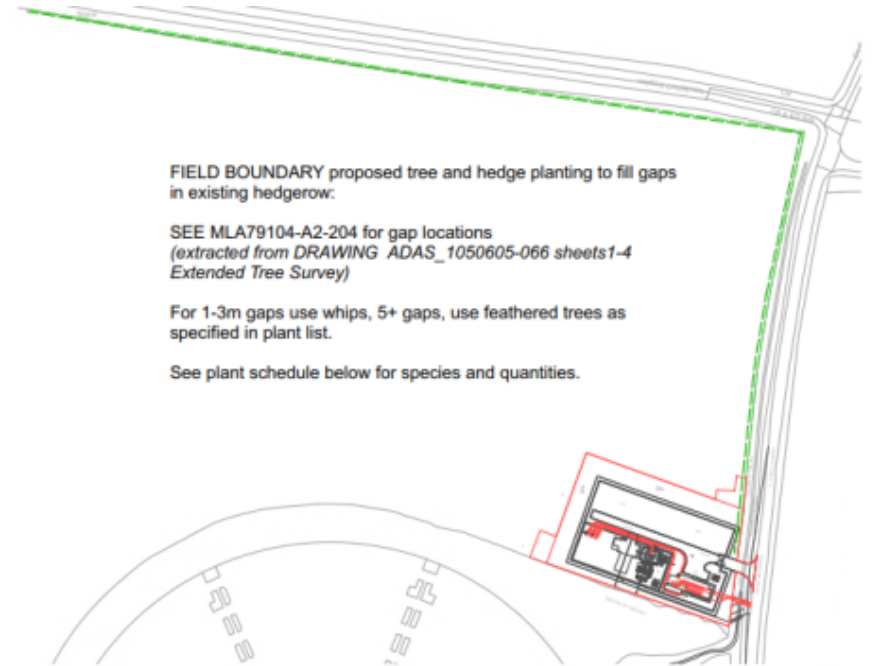 FIELD BOUNDARY proposed tree and hedge planting to fill gaps
in existing hedgerow:
SEE MLA79104-A2-204 for gap locations
(extracted from DRAWING ADAS_1050605-066 sheets1-4
Extended Tree Survey)
For 1-3m gaps use whips, 5+ gaps, use feathered trees as
specified in plant list.
See plant schedule below for species and quantities.